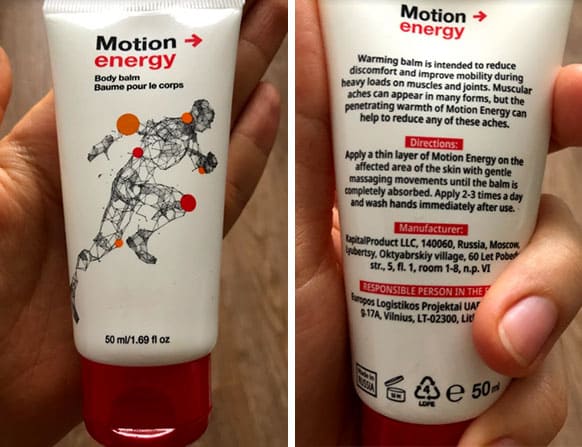 Motion →
energy
Body balm
Baume pour le corps
50 ml/1.69 fl oz
Motion →
energy
Warming balm is intended to reduce
discomfort and improve mobility during
heavy loads on muscles and joints. Muscular
aches can appear in many forms, but the
penetrating warmth of Motion Energy can
help to reduce any of these aches.
Directions:
Apply a thin layer of Motion Energy on the
affected area of the skin with gentle
massaging movements until the balm is
completely absorbed. Apply 2-3 times a day
and wash hands immediately after use.
Manufacturer:
KapitalProduct LLC, 140060, Russia, Moscow,
Lyubertsy, Oktyabrskiy village, 60 Let Pobedy
str., 5, fl. 1, room 1-8, n.p. VI
RESPONSIBLE PERSON IN THE
Europos Logistikos Projektai
g.17A, Vilnius, LT-02300,
Made in
RUSSIA
4
LDPE
e 50 ml